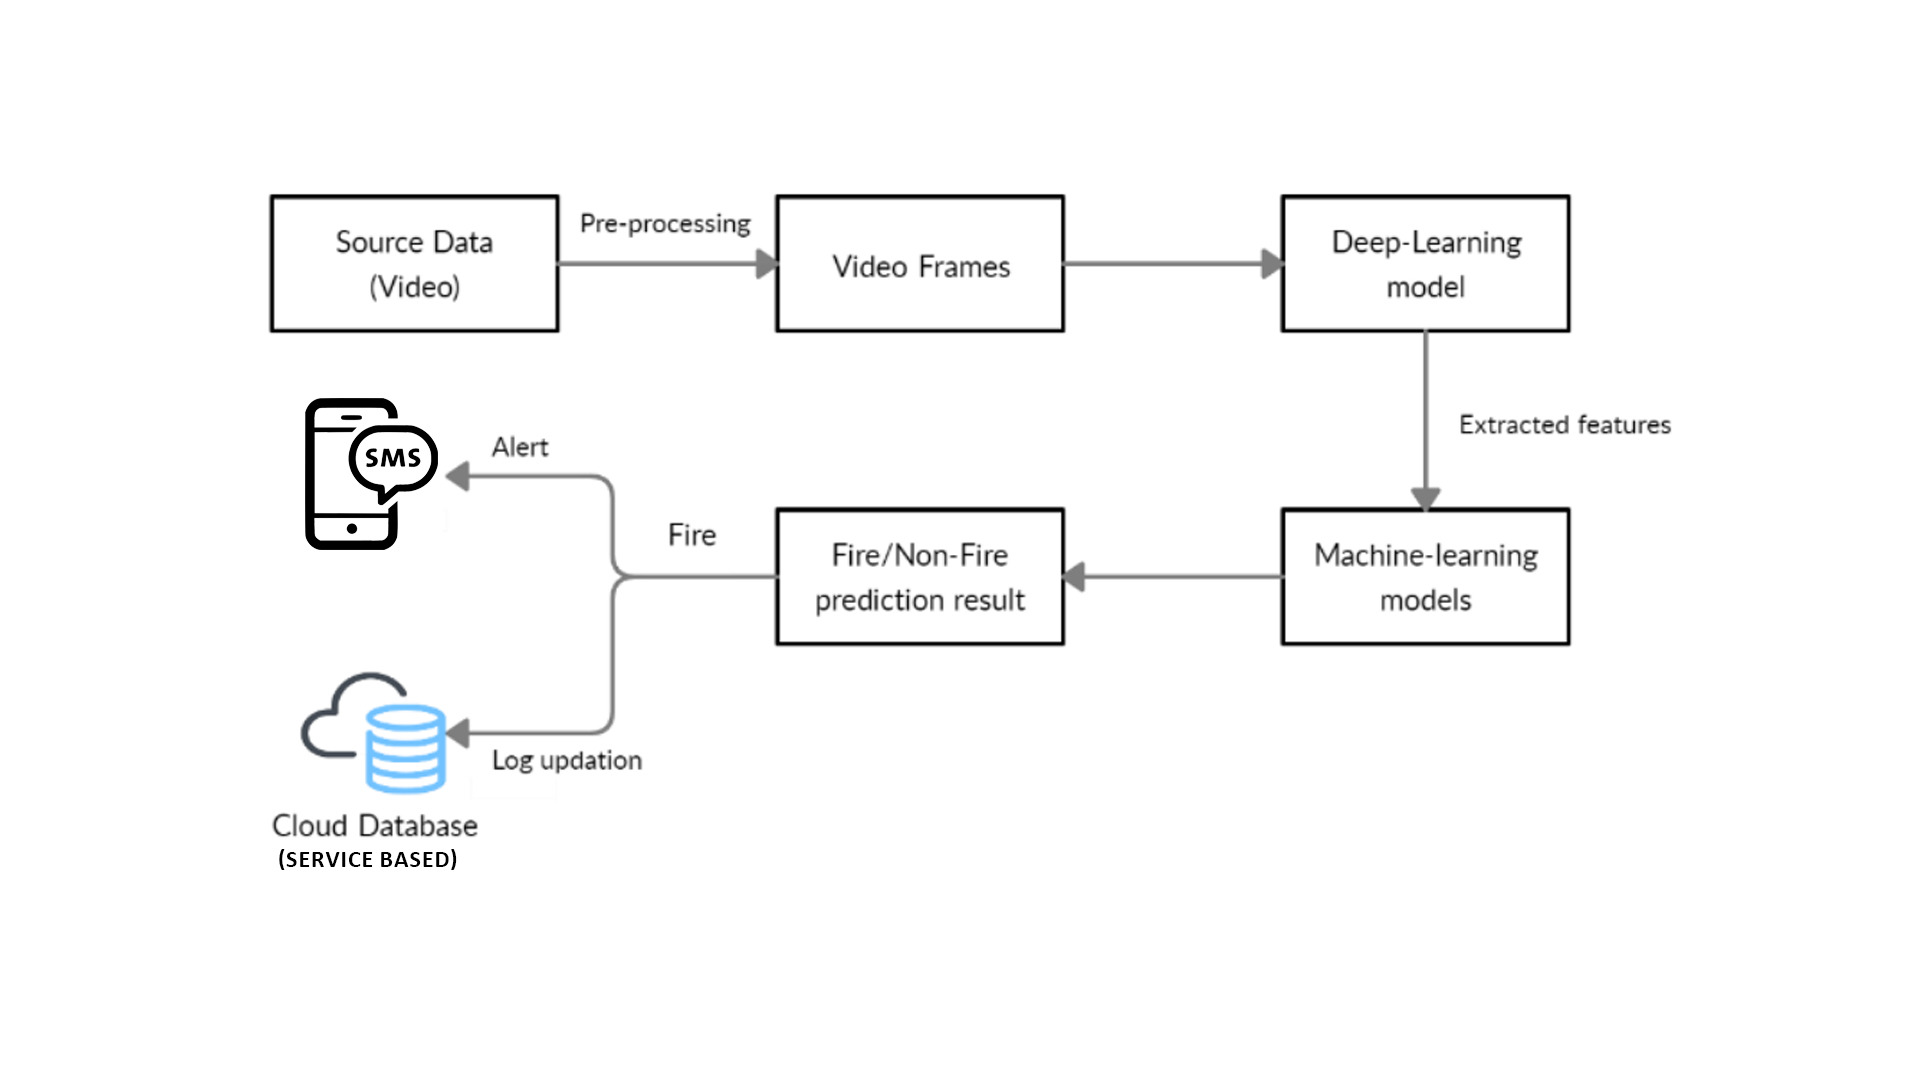 Source Data
(Video)
Pre-processing
Video Frames
Deep-Learning
model
Extracted features
Machine-learning
models
Fire/Non-Fire
prediction result
Fire
Alert
SMS
Log updation
Cloud Database
(SERVICE BASED)